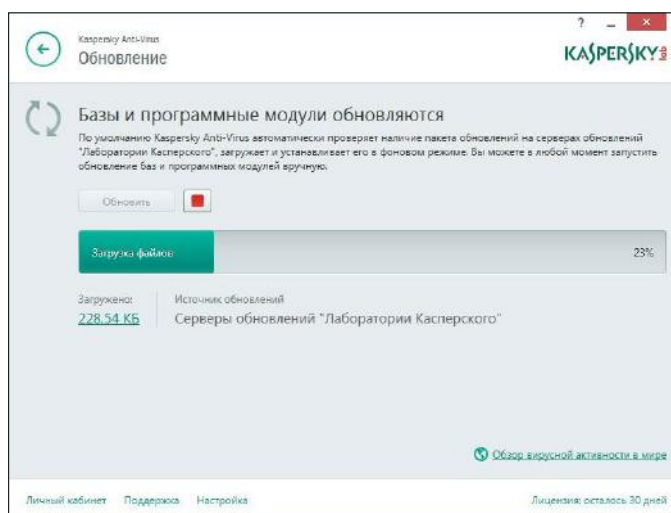 Kaspersky Anti-Virus
Обновление
? _ ×
KASPERSKY lab
Базы и программные модули обновляются
По умолчанию Kaspersky Anti-Virus автоматически проверяет наличие пакета обновлений на серверах обновлений
"Лаборатории Касперского", загружает и устанавливает его в фоновом режиме. Вы можете в любой момент запустить
обновление баз и программных модулей вручную.
Обновить
Загрузка файлов 23%
Загружено: Источник обновлений
228.54 КБ Серверы обновлений "Лаборатории Касперского"
Обзор вирусной активности в мире
Личный кабинет Поддержка Настройка Лицензия: осталось 30 дней